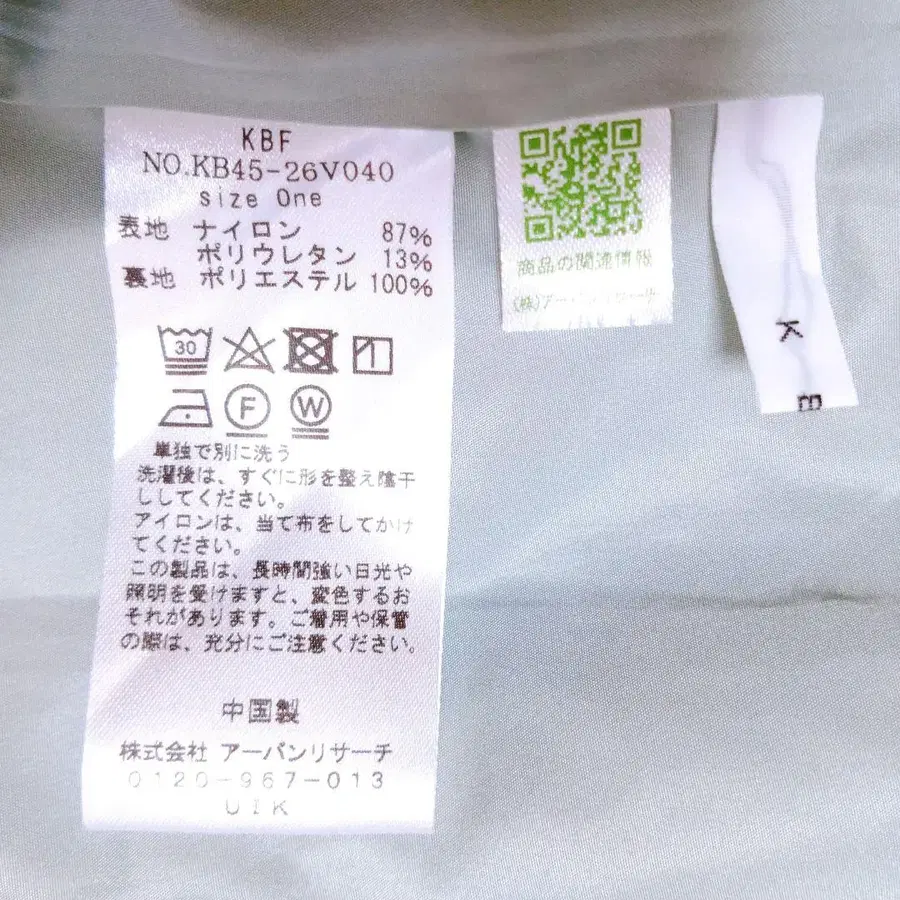 KBF
NO.KB45-26V040
size One
表地 ナイロン 87%
ポリウレタン 13%
裏地 ポリエステル 100%
30
F W
単独で別に洗う
洗濯後は、すぐに形を整え陰干
ししてください。
アイロンは、当て布をしてかけ
てください。
この製品は、長時間強い日光や
照明を受けますと、変色するお
それがあります。ご着用や保管
の際は、充分にご注意ください。
中国製
株式会社 アーバンリサーチ
0120-967-013
UIK
商品の関連情報
K
B